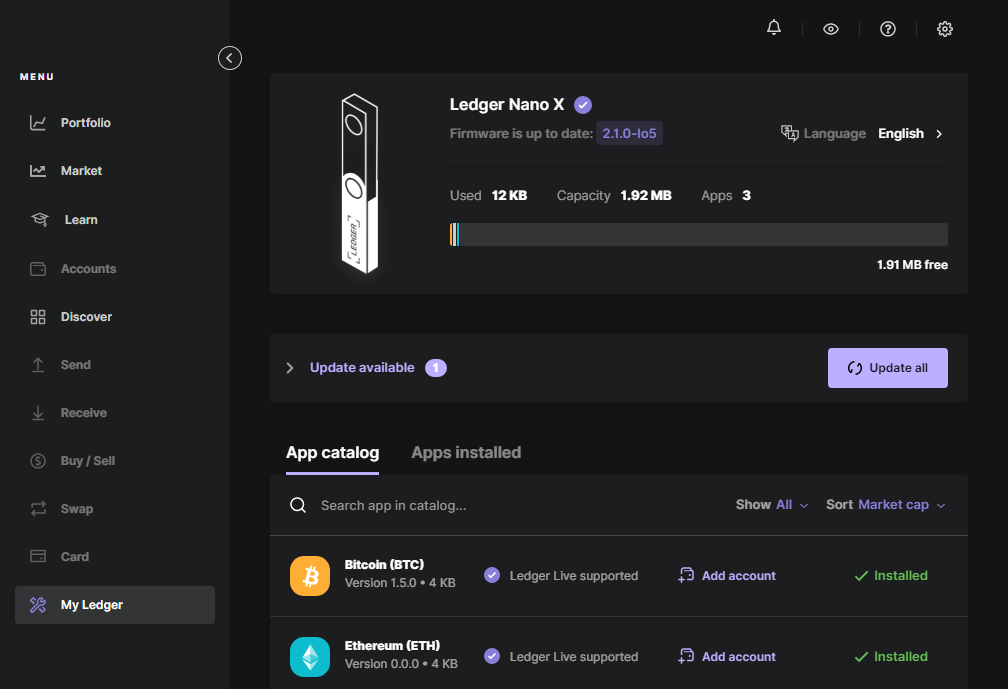 MENU
Portfolio
Market
Learn
Accounts
Discover
Send
Receive
Buy / Sell
Swap
Card
My Ledger
LEDGER
Ledger Nano X
Firmware is up to date: 2.1.0-lo5
Language English
Used 12 KB Capacity 1.92 MB Apps 3
1.91 MB free
Update available 1
Update all
App catalog Apps installed
Search app in catalog...
Show All Sort Market cap
Bitcoin (BTC)
Version 1.5.0 • 4 KB
Ledger Live supported
Add account
Installed
Ethereum (ETH)
Version 0.0.0 • 4 KB
Ledger Live supported
Add account
Installed